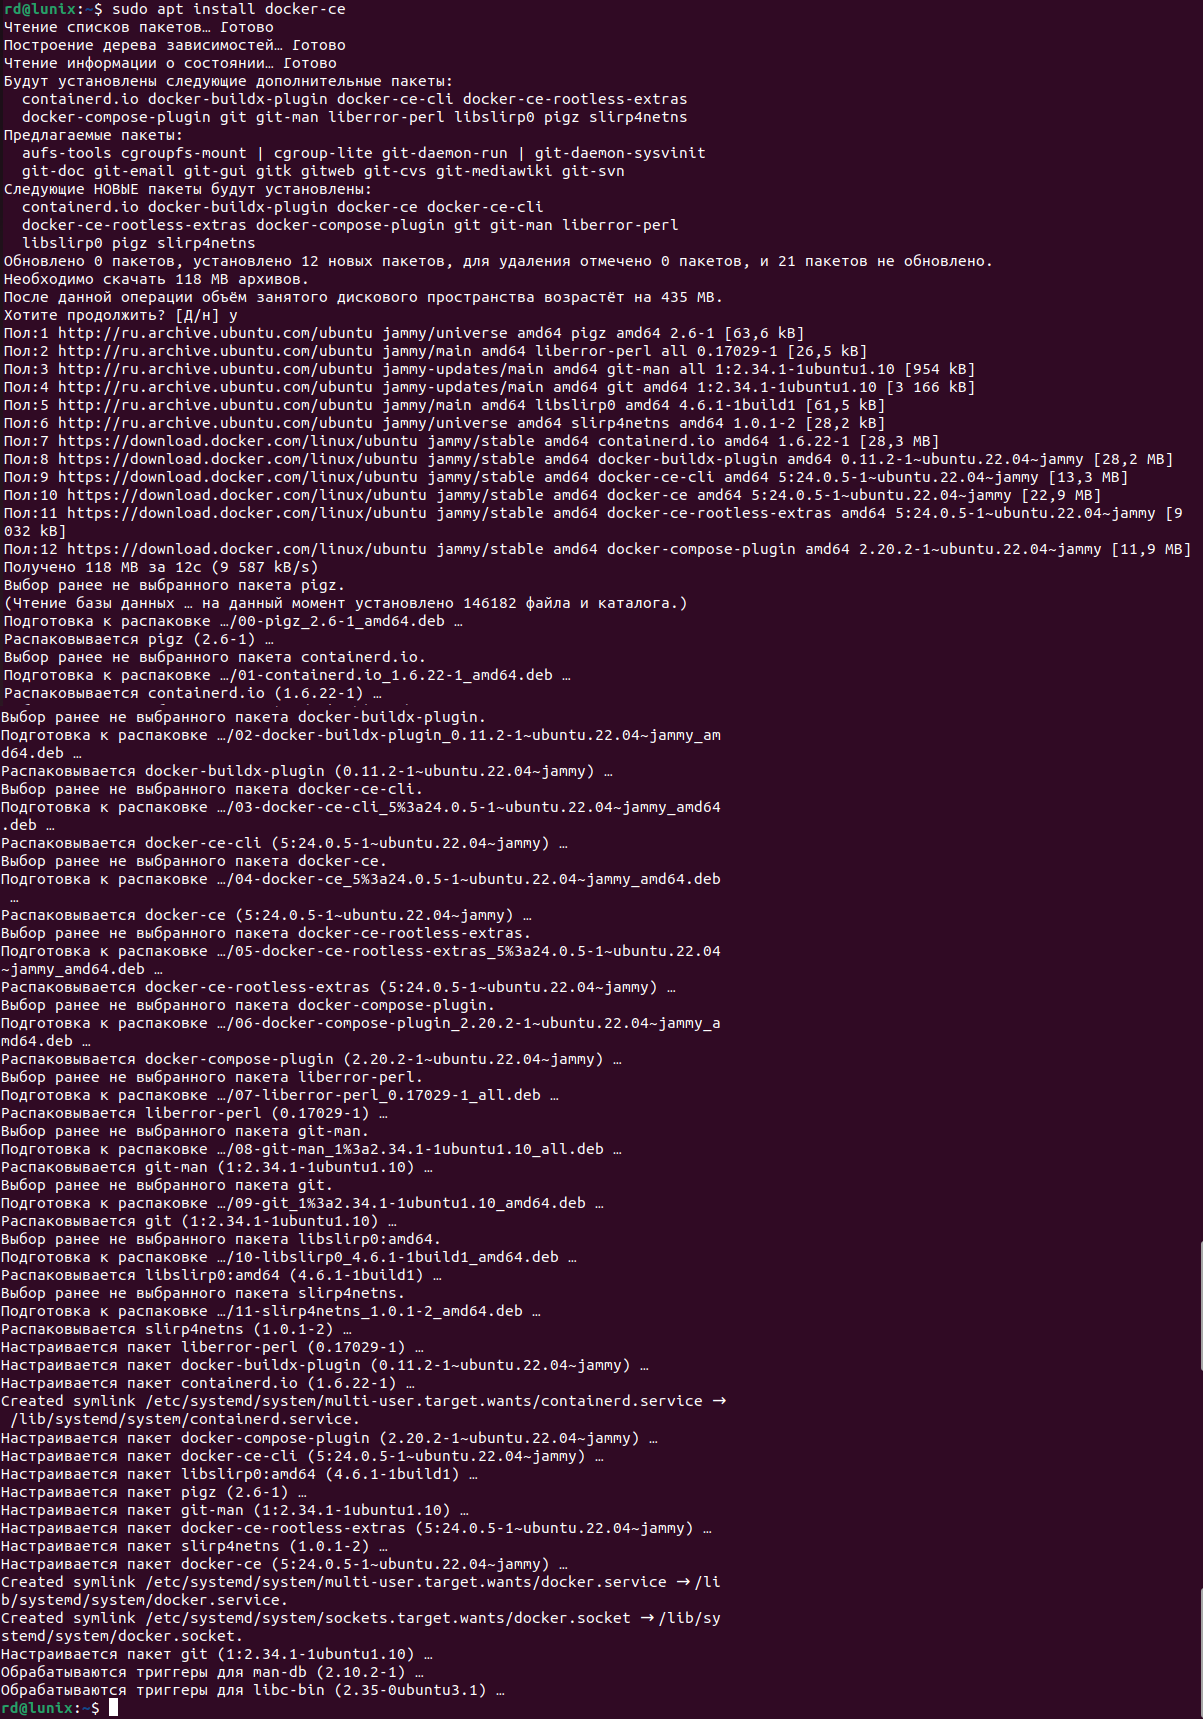 rd@lunix:~$ sudo apt install docker-ce
Чтение списков пакетов… Готово
Построение дерева зависимостей… Готово
Чтение информации о состоянии… Готово
Будут установлены следующие дополнительные пакеты:
  containerd.io docker-buildx-plugin docker-ce-cli docker-ce-rootless-extras
  docker-compose-plugin git git-man liberror-perl libslirp0 pigz slirp4netns
Предлагаемые пакеты:
  aufs-tools cgroupfs-mount | cgroup-lite git-daemon-run | git-daemon-sysvinit
  git-doc git-email git-gui gitk gitweb git-cvs git-mediawiki git-svn
Следующие НОВЫЕ пакеты будут установлены:
  containerd.io docker-buildx-plugin docker-ce docker-ce-cli
  docker-ce-rootless-extras docker-compose-plugin git git-man liberror-perl
  libslirp0 pigz slirp4netns
Обновлено 0 пакетов, установлено 12 новых пакетов, для удаления отмечено 0 пакетов, и 21 пакетов не обновлено.
Необходимо скачать 118 MB архивов.
После данной операции объём занятого дискового пространства возрастёт на 435 MB.
Хотите продолжить? [Д/н] y
Пол:1 http://ru.archive.ubuntu.com/ubuntu jammy/universe amd64 pigz amd64 2.6-1 [63,6 kB]
Пол:2 http://ru.archive.ubuntu.com/ubuntu jammy/main amd64 liberror-perl all 0.17029-1 [26,5 kB]
Пол:3 http://ru.archive.ubuntu.com/ubuntu jammy-updates/main amd64 git-man all 1:2.34.1-1ubuntu1.10 [954 kB]
Пол:4 http://ru.archive.ubuntu.com/ubuntu jammy-updates/main amd64 git amd64 1:2.34.1-1ubuntu1.10 [3 166 kB]
Пол:5 http://ru.archive.ubuntu.com/ubuntu jammy/main amd64 libslirp0 amd64 4.6.1-1build1 [61,5 kB]
Пол:6 http://ru.archive.ubuntu.com/ubuntu jammy/universe amd64 slirp4netns amd64 1.0.1-2 [28,2 kB]
Пол:7 https://download.docker.com/linux/ubuntu jammy/stable amd64 containerd.io amd64 1.6.22-1 [28,3 MB]
Пол:8 https://download.docker.com/linux/ubuntu jammy/stable amd64 docker-buildx-plugin amd64 0.11.2-1~ubuntu.22.04~jammy [28,2 MB]
Пол:9 https://download.docker.com/linux/ubuntu jammy/stable amd64 docker-ce-cli amd64 5:24.0.5-1~ubuntu.22.04~jammy [13,3 MB]
Пол:10 https://download.docker.com/linux/ubuntu jammy/stable amd64 docker-ce amd64 5:24.0.5-1~ubuntu.22.04~jammy [22,9 MB]
Пол:11 https://download.docker.com/linux/ubuntu jammy/stable amd64 docker-ce-rootless-extras amd64 5:24.0.5-1~ubuntu.22.04~jammy [9
032 kB]
Пол:12 https://download.docker.com/linux/ubuntu jammy/stable amd64 docker-compose-plugin amd64 2.20.2-1~ubuntu.22.04~jammy [11,9 MB]
Получено 118 MB за 12с (9 587 kB/s)
Выбор ранее не выбранного пакета pigz.
(Чтение базы данных … на данный момент установлено 146182 файла и каталога.)
Подготовка к распаковке …/00-pigz_2.6-1_amd64.deb …
Распаковывается pigz (2.6-1) …
Выбор ранее не выбранного пакета containerd.io.
Подготовка к распаковке …/01-containerd.io_1.6.22-1_amd64.deb …
Распаковывается containerd.io (1.6.22-1) …
Выбор ранее не выбранного пакета docker-buildx-plugin.
Подготовка к распаковке …/02-docker-buildx-plugin_0.11.2-1~ubuntu.22.04~jammy_am
d64.deb …
Распаковывается docker-buildx-plugin (0.11.2-1~ubuntu.22.04~jammy) …
Выбор ранее не выбранного пакета docker-ce-cli.
Подготовка к распаковке …/03-docker-ce-cli_5%3a24.0.5-1~ubuntu.22.04~jammy_amd64
.deb …
Распаковывается docker-ce-cli (5:24.0.5-1~ubuntu.22.04~jammy) …
Выбор ранее не выбранного пакета docker-ce.
Подготовка к распаковке …/04-docker-ce_5%3a24.0.5-1~ubuntu.22.04~jammy_amd64.deb
 …
Распаковывается docker-ce (5:24.0.5-1~ubuntu.22.04~jammy) …
Выбор ранее не выбранного пакета docker-ce-rootless-extras.
Подготовка к распаковке …/05-docker-ce-rootless-extras_5%3a24.0.5-1~ubuntu.22.04
~jammy_amd64.deb …
Распаковывается docker-ce-rootless-extras (5:24.0.5-1~ubuntu.22.04~jammy) …
Выбор ранее не выбранного пакета docker-compose-plugin.
Подготовка к распаковке …/06-docker-compose-plugin_2.20.2-1~ubuntu.22.04~jammy_a
md64.deb …
Распаковывается docker-compose-plugin (2.20.2-1~ubuntu.22.04~jammy) …
Выбор ранее не выбранного пакета liberror-perl.
Подготовка к распаковке …/07-liberror-perl_0.17029-1_all.deb …
Распаковывается liberror-perl (0.17029-1) …
Выбор ранее не выбранного пакета git-man.
Подготовка к распаковке …/08-git-man_1%3a2.34.1-1ubuntu1.10_all.deb …
Распаковывается git-man (1:2.34.1-1ubuntu1.10) …
Выбор ранее не выбранного пакета git.
Подготовка к распаковке …/09-git_1%3a2.34.1-1ubuntu1.10_amd64.deb …
Распаковывается git (1:2.34.1-1ubuntu1.10) …
Выбор ранее не выбранного пакета libslirp0:amd64.
Подготовка к распаковке …/10-libslirp0_4.6.1-1build1_amd64.deb …
Распаковывается libslirp0:amd64 (4.6.1-1build1) …
Выбор ранее не выбранного пакета slirp4netns.
Подготовка к распаковке …/11-slirp4netns_1.0.1-2_amd64.deb …
Распаковывается slirp4netns (1.0.1-2) …
Настраивается пакет liberror-perl (0.17029-1) …
Настраивается пакет docker-buildx-plugin (0.11.2-1~ubuntu.22.04~jammy) …
Настраивается пакет containerd.io (1.6.22-1) …
Created symlink /etc/systemd/system/multi-user.target.wants/containerd.service →
 /lib/systemd/system/containerd.service.
Настраивается пакет docker-compose-plugin (2.20.2-1~ubuntu.22.04~jammy) …
Настраивается пакет docker-ce-cli (5:24.0.5-1~ubuntu.22.04~jammy) …
Настраивается пакет libslirp0:amd64 (4.6.1-1build1) …
Настраивается пакет pigz (2.6-1) …
Настраивается пакет git-man (1:2.34.1-1ubuntu1.10) …
Настраивается пакет docker-ce-rootless-extras (5:24.0.5-1~ubuntu.22.04~jammy) …
Настраивается пакет slirp4netns (1.0.1-2) …
Настраивается пакет docker-ce (5:24.0.5-1~ubuntu.22.04~jammy) …
Created symlink /etc/systemd/system/multi-user.target.wants/docker.service → /li
b/systemd/system/docker.service.
Created symlink /etc/systemd/system/sockets.target.wants/docker.socket → /lib/sy
stemd/system/docker.socket.
Настраивается пакет git (1:2.34.1-1ubuntu1.10) …
Обрабатываются триггеры для man-db (2.10.2-1) …
Обрабатываются триггеры для libc-bin (2.35-0ubuntu3.1) …
rd@lunix:~$